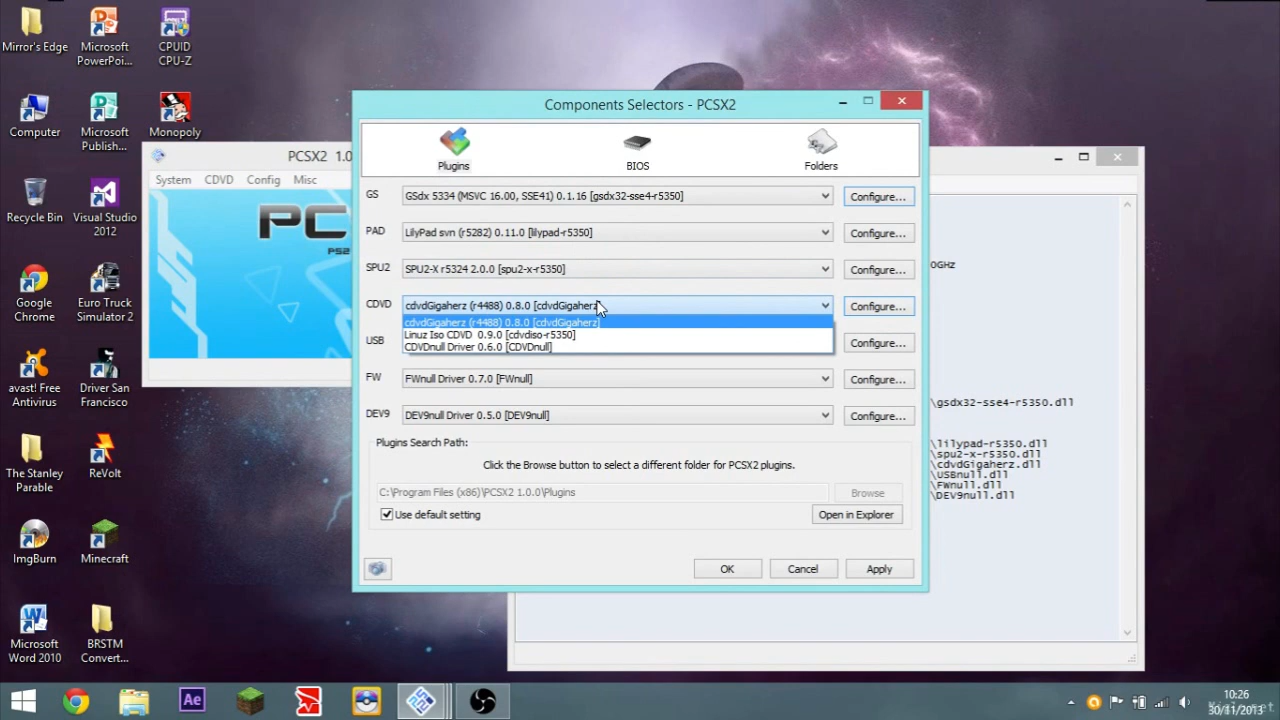 Mirror's Edge
Microsoft
PowerPoi...
CPUID
CPU-Z
Computer
Microsoft
Publish...
Monopoly
Recycle Bin
Visual Studio
2012
Google
Chrome
Euro Truck
Simulator 2
avast! Free
Antivirus
Driver San
Francisco
The Stanley
Parable
ReVolt
ImgBurn
Minecraft
Microsoft
Word 2010
BRSTM
Convert...
PCSX2 1.0
System CDVD Config Misc
PC
PS2
Components Selectors - PCSX2
Plugins
BIOS
Folders
GS
GSdx 5334 (MSVC 16.00, SSE41) 0.1.16 [gsdx32-sse4-r5350]
Configure...
PAD
LilyPad svn (r5282) 0.11.0 [lilypad-r5350]
Configure...
SPU2
SPU2-X r5324 2.0.0 [spu2-x-r5350]
Configure...
CDVD
cdvdGigaherz (r4488) 0.8.0 [cdvdGigaherz]
Configure...
cdvdGigaherz (r4488) 0.8.0 [cdvdGigaherz]
Linuz Iso CDVD 0.9.0 [cdvdiso-r5350]
CDVDnull Driver 0.6.0 [CDVDnull]
USB
Configure...
FW
FWnull Driver 0.7.0 [FWnull]
Configure...
DEV9
DEV9null Driver 0.5.0 [DEV9null]
Configure...
Plugins Search Path:
Click the Browse button to select a different folder for PCSX2 plugins.
C:\Program Files (x86)\PCSX2 1.0.0\Plugins
Browse
Use default setting
Open in Explorer
OK
Cancel
Apply
0GHz
\gsdx32-sse4-r5350.dll
\lilypad-r5350.dll
\spu2-x-r5350.dll
\cdvdGigaherz.dll
\USBnull.dll
\FWnull.dll
\DEV9null.dll
Ae
10:26
30/11/2013